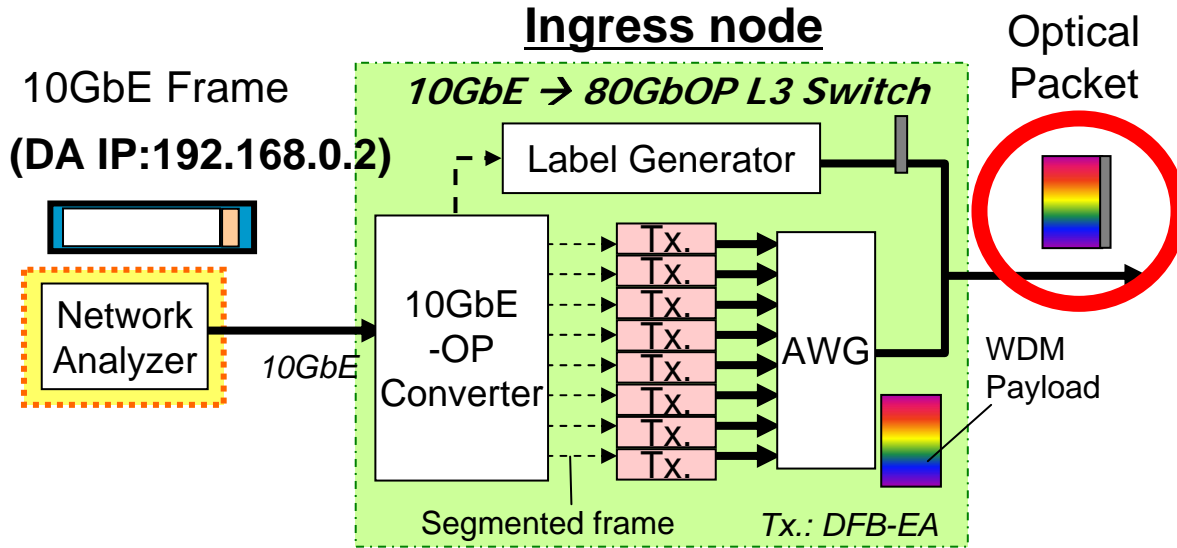 Ingress node
Optical
Packet
10GbE Frame
(DA IP:192.168.0.2)
10GbE → 80GbOP L3 Switch
Label Generator
Network
Analyzer
10GbE
10GbE
-OP
Converter
Tx.
Tx.
Tx.
Tx.
Tx.
Tx.
Tx.
Tx.
AWG
WDM
Payload
Segmented frame
Tx.: DFB-EA